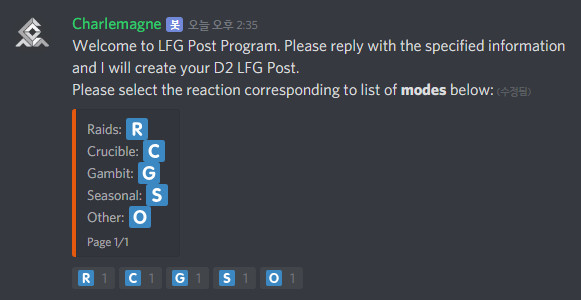 Charlemagne 봇 오늘 오후 2:35
Welcome to LFG Post Program. Please reply with the specified information
and I will create your D2 LFG Post.
Please select the reaction corresponding to list of modes below: (수정됨)
Raids: R
Crucible: C
Gambit: G
Seasonal: S
Other: O
Page 1/1
R 1 C 1 G 1 S 1 O 1